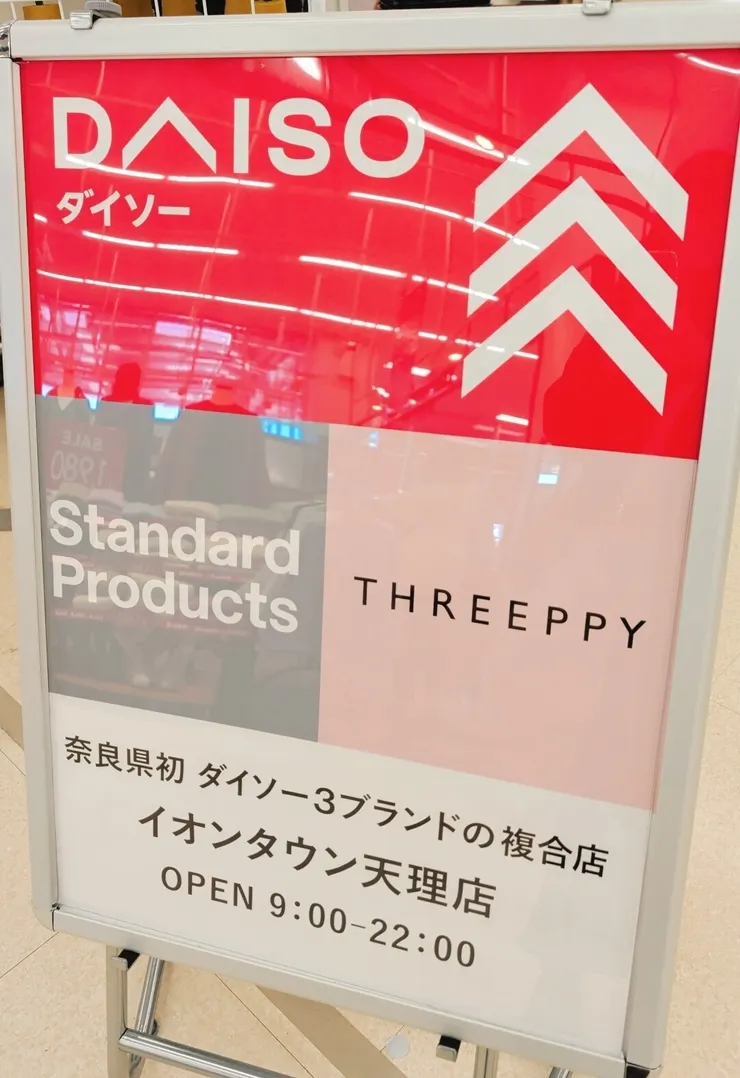 DAISO
ダイソー
SALE
1980
Standard
Products
THREEPPY
奈良県初 ダイソー3ブランドの複合店
イオンタウン天理店
OPEN 9:00-22:00